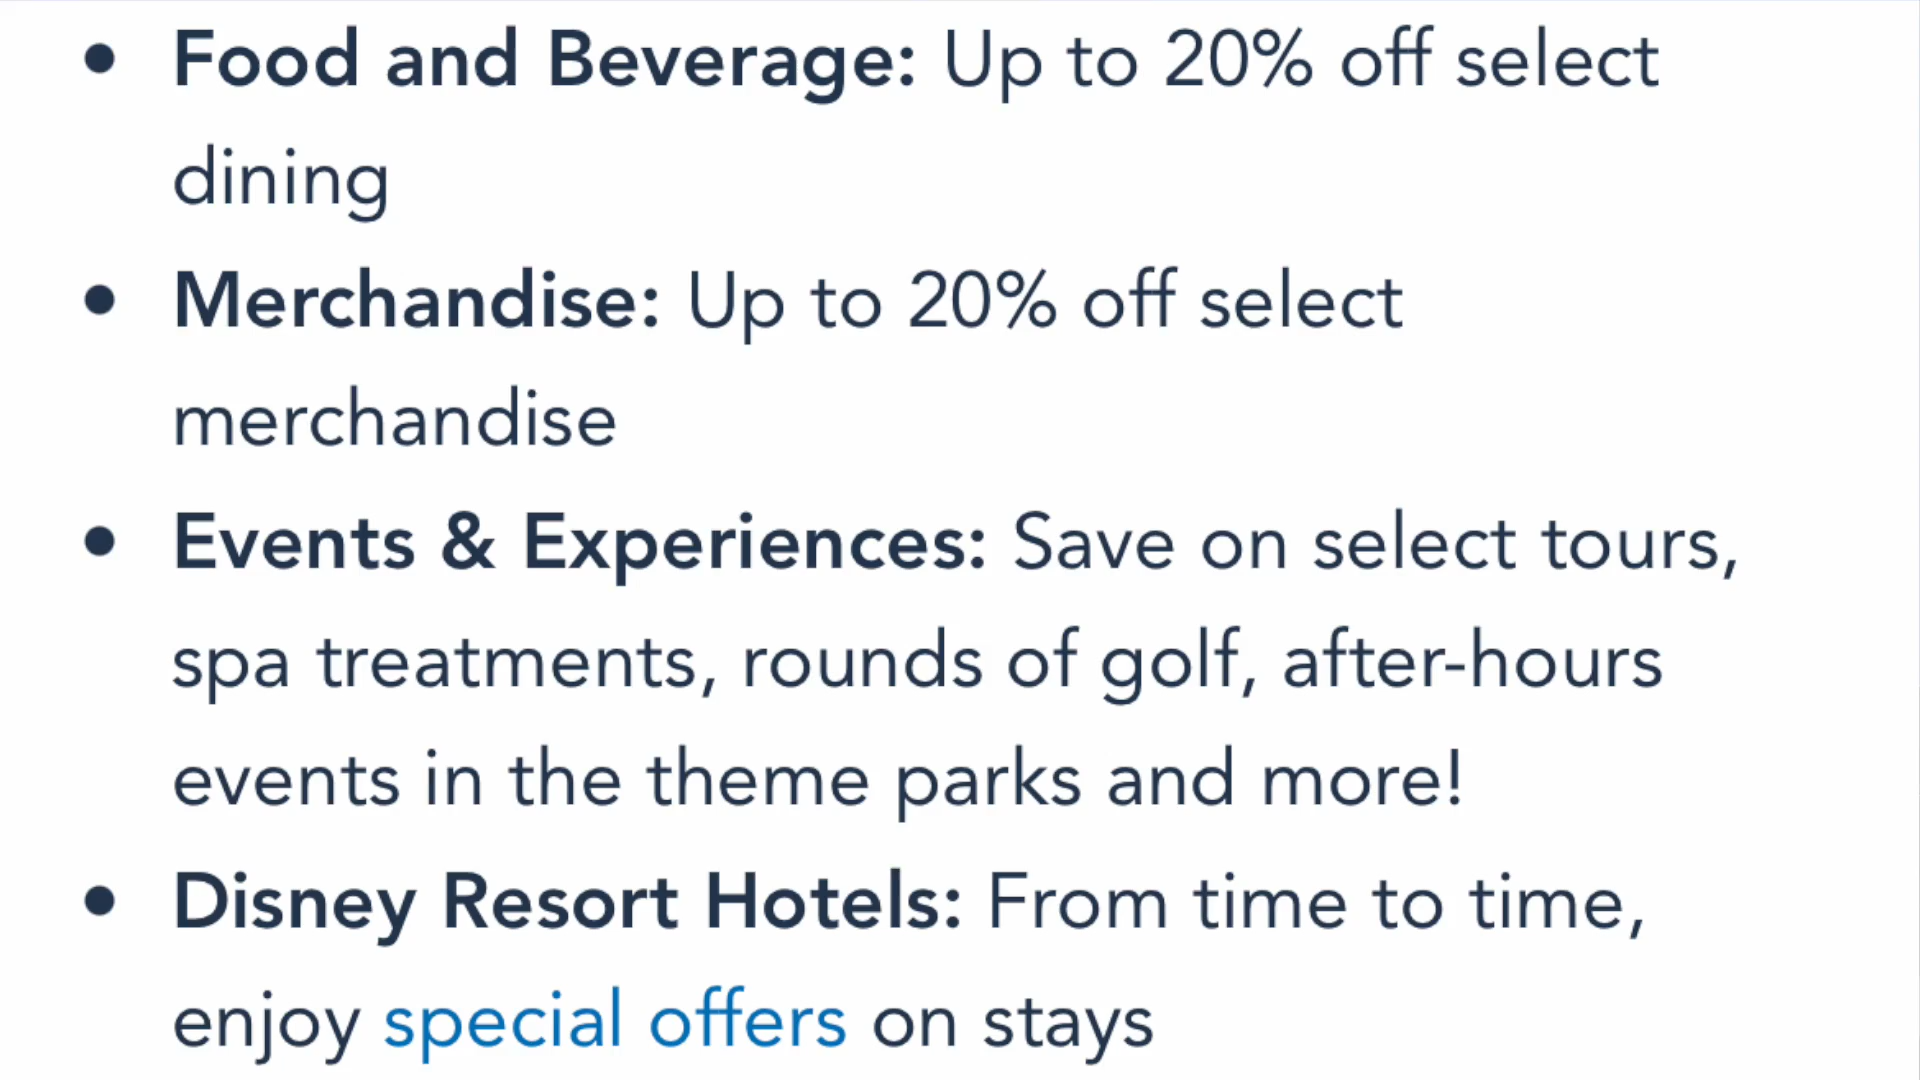 • Food and Beverage: Up to 20% off select
dining
• Merchandise: Up to 20% off select
merchandise
• Events & Experiences: Save on select tours,
spa treatments, rounds of golf, after-hours
events in the theme parks and more!
• Disney Resort Hotels: From time to time,
enjoy special offers on stays